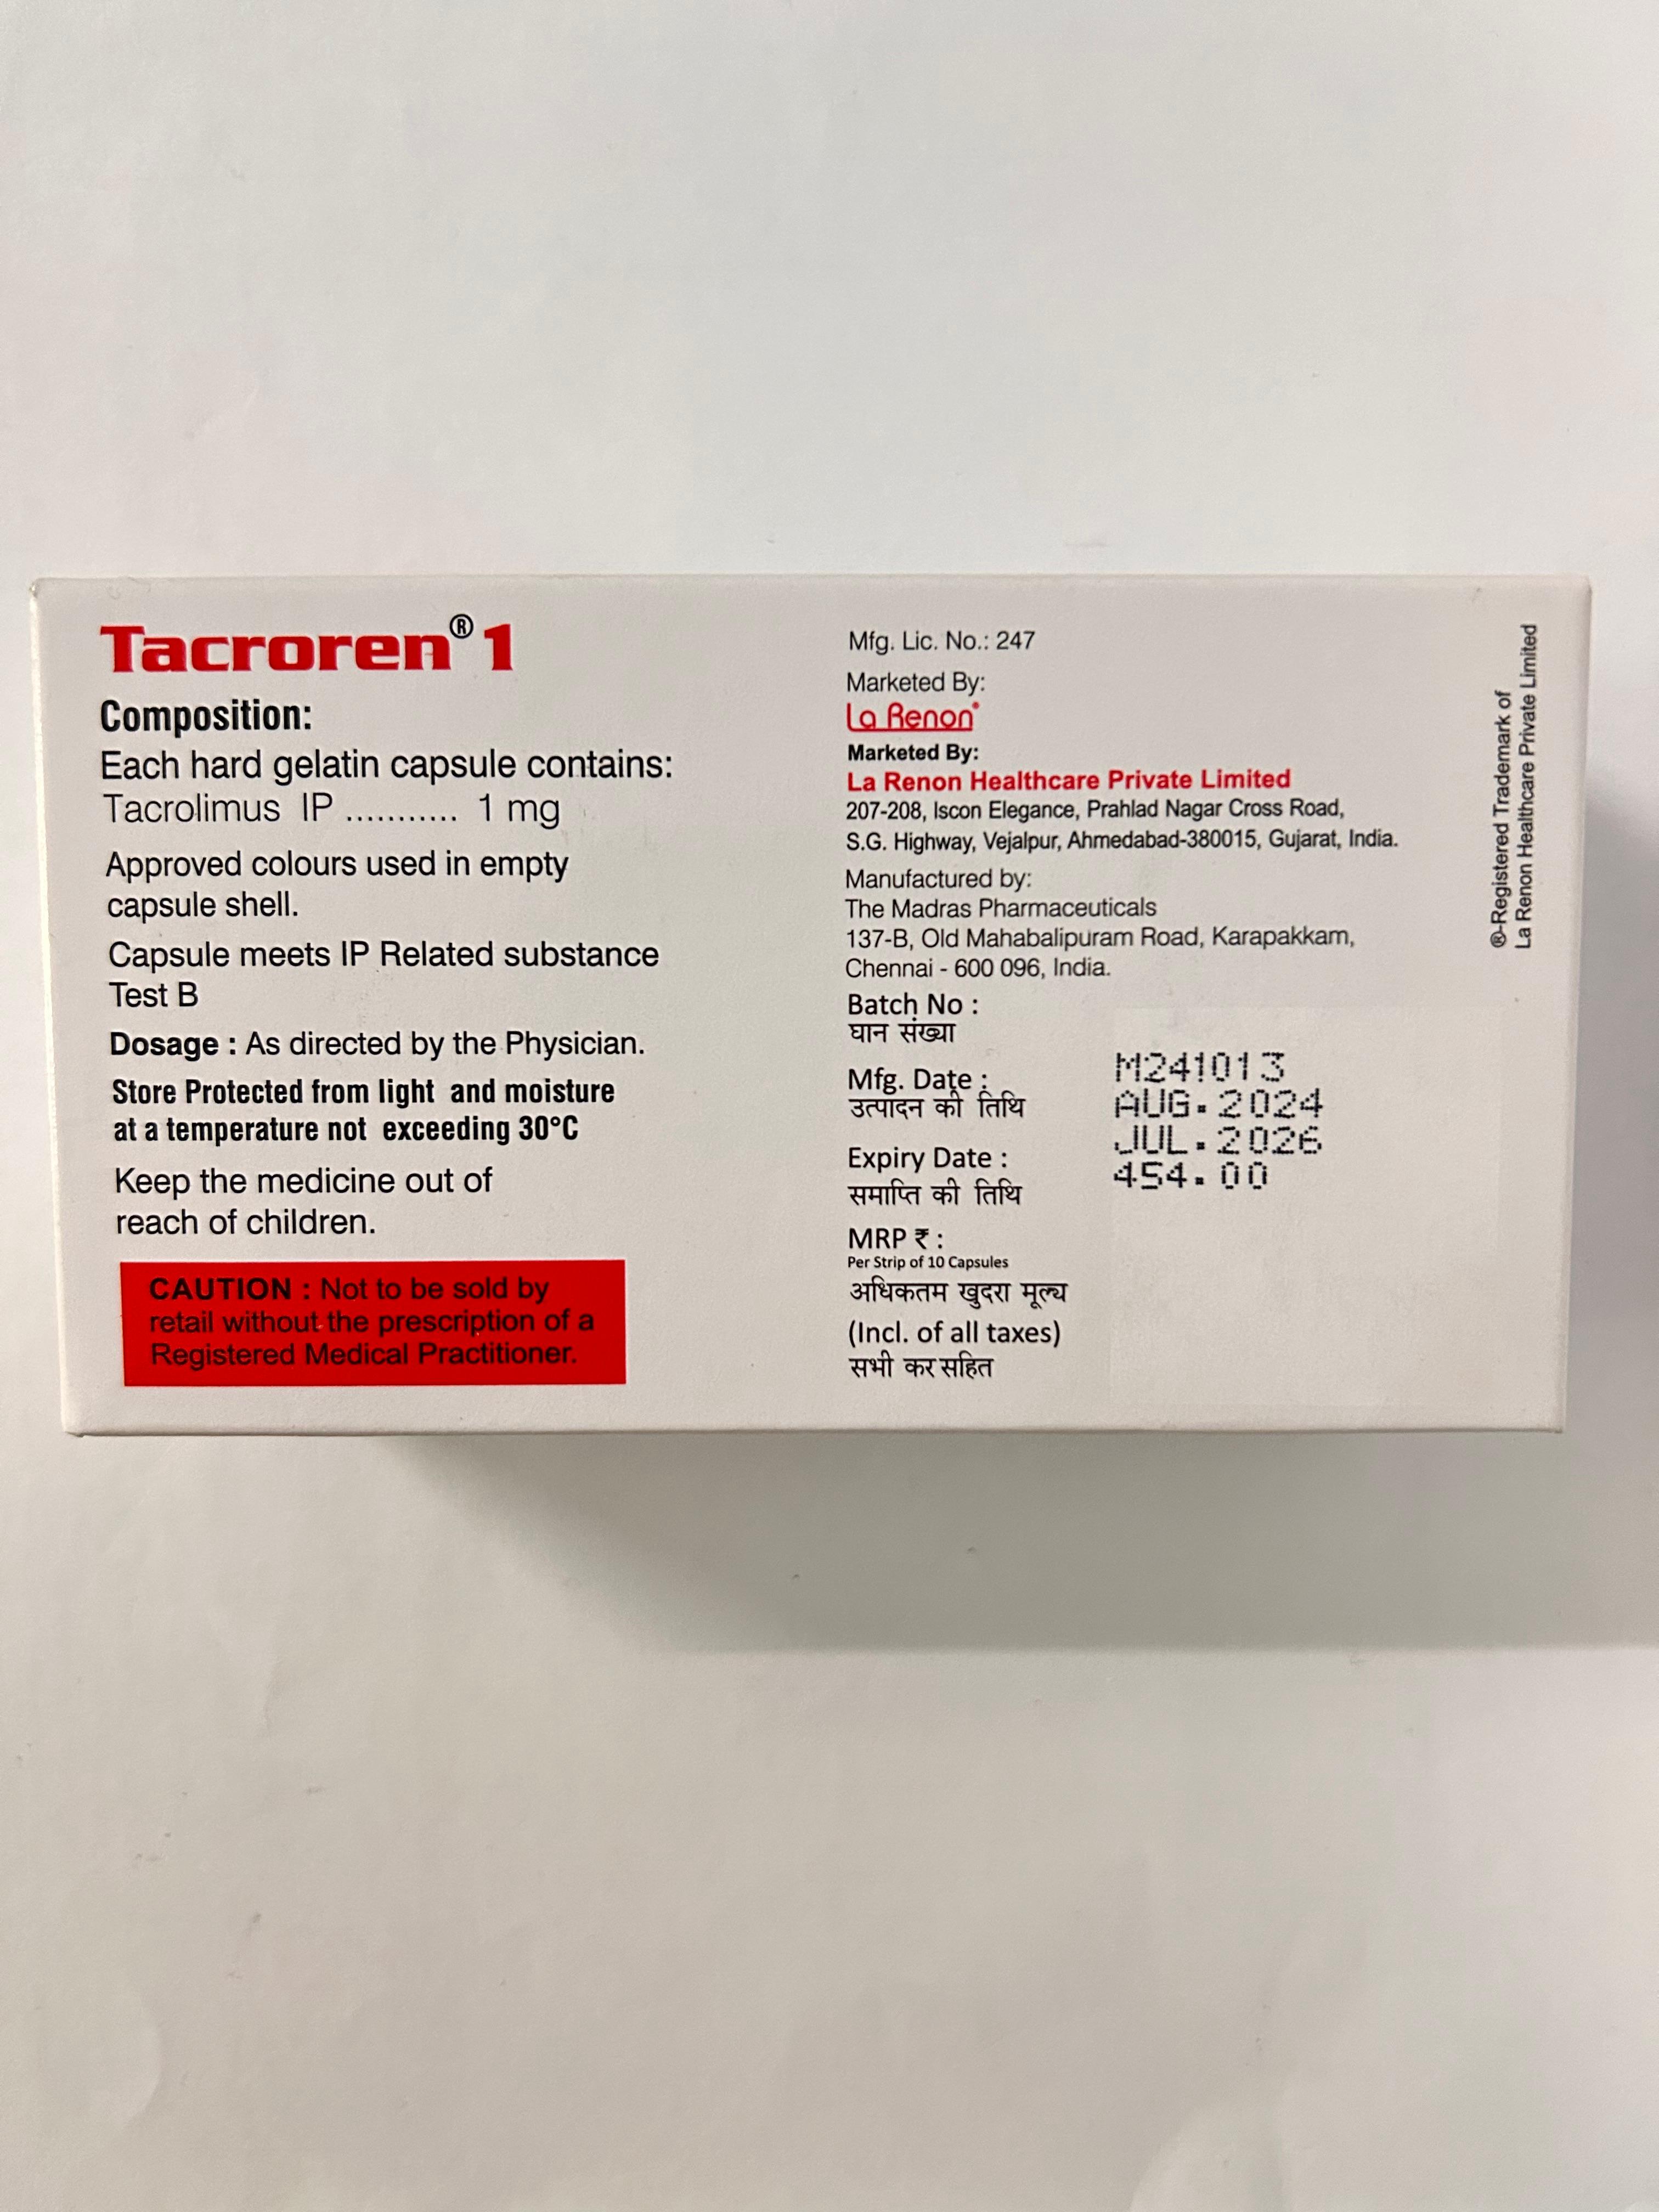 Tacroren® 1
Composition:
Each hard gelatin capsule contains:
Tacrolimus IP ........... 1 mg
Approved colours used in empty
capsule shell.
Capsule meets IP Related substance
Test B
Dosage : As directed by the Physician.
Store Protected from light and moisture
at a temperature not exceeding 30°C
Keep the medicine out of
reach of children.
CAUTION : Not to be sold by
retail without the prescription of a
Registered Medical Practitioner.
Mfg. Lic. No.: 247
Marketed By:
La Renon®
Marketed By:
La Renon Healthcare Private Limited
207-208, Iscon Elegance, Prahlad Nagar Cross Road,
S.G. Highway, Vejalpur, Ahmedabad-380015, Gujarat, India.
Manufactured by:
The Madras Pharmaceuticals
137-B, Old Mahabalipuram Road, Karapakkam,
Chennai - 600 096, India.
Batch No :
घान संख्या
Mfg. Date :
उत्पादन की तिथि
Expiry Date :
समाप्ति की तिथि
MRP ₹ :
Per Strip of 10 Capsules
अधिकतम खुदरा मूल्य
(Incl. of all taxes)
सभी कर सहित
M241013
AUG.2024
JUL.2026
454.00
®-Registered Trademark of
La Renon Healthcare Private Limited